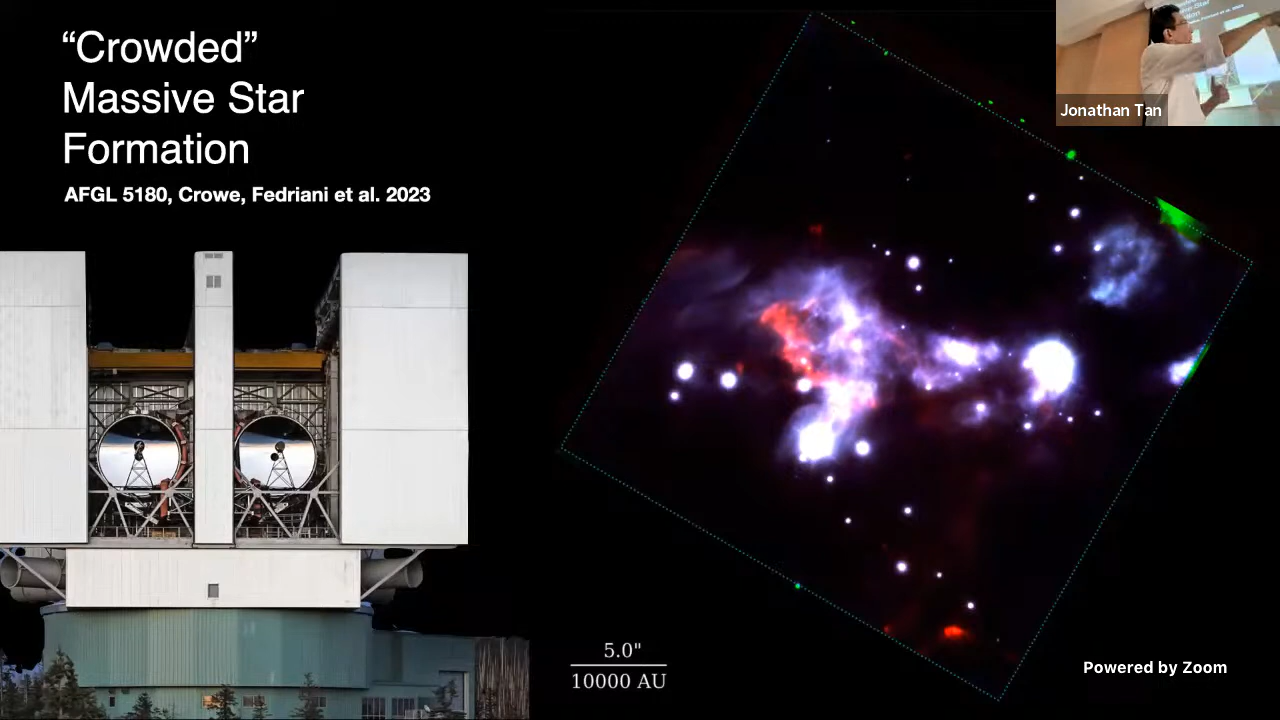 “Crowded”
Massive Star
Formation
AFGL 5180, Crowe, Fedriani et al. 2023
Jonathan Tan
5.0"
10000 AU
Powered by Zoom